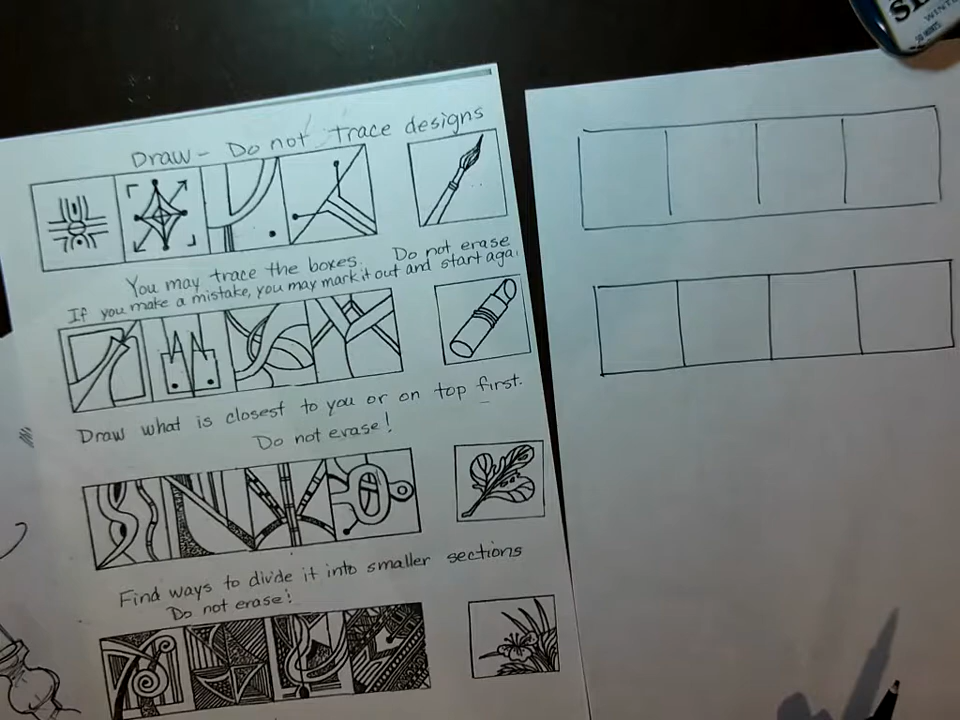 Draw - Do not Trace designs
You may trace the boxes. Do not erase
If you make a mistake, you may mark it out and start
Draw what is closest to you or on top first.
Do not erase!
Find ways to divide it into smaller sections
Do not erase!